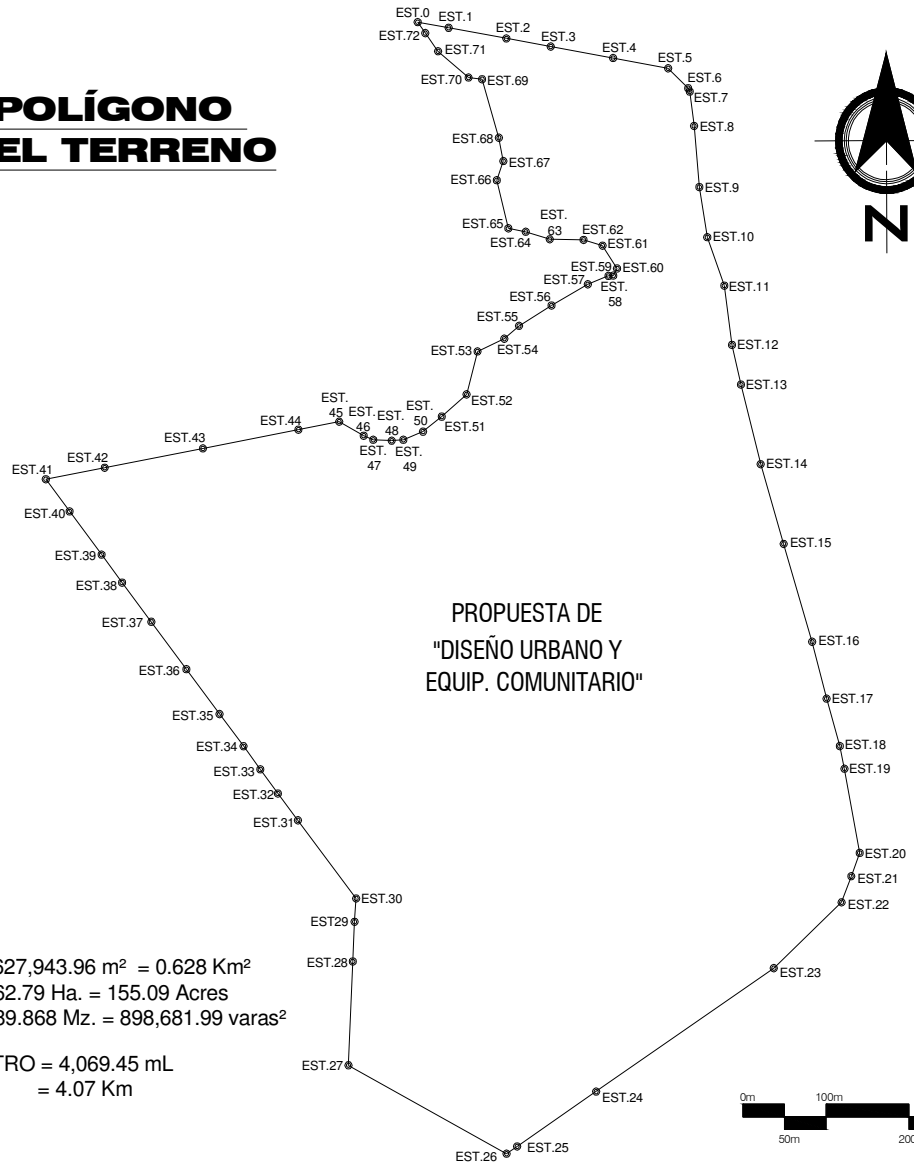 POLÍGONO
EL TERRENO
EST.0
EST.1
EST.2
EST.3
EST.4
EST.5
EST.6
EST.7
EST.8
EST.9
EST.10
EST.11
EST.12
EST.13
EST.14
EST.15
EST.16
EST.17
EST.18
EST.19
EST.20
EST.21
EST.22
EST.23
EST.24
EST.25
EST.26
EST.27
EST.28
EST29
EST.30
EST.31
EST.32
EST.33
EST.34
EST.35
EST.36
EST.37
EST.38
EST.39
EST.40
EST.41
EST.42
EST.43
EST.44
EST.
45
EST.
46
EST.
47
EST.
48
EST.
49
EST.
50
EST.51
EST.52
EST.53
EST.54
EST.55
EST.56
EST.57
EST.
58
EST.59
EST.60
EST.61
EST.62
EST.
63
EST.64
EST.65
EST.66
EST.67
EST.68
EST.69
EST.70
EST.71
EST.72
N
PROPUESTA DE
"DISEÑO URBANO Y
EQUIP. COMUNITARIO"
627,943.96 m² = 0.628 Km²
62.79 Ha. = 155.09 Acres
89.868 Mz. = 898,681.99 varas²
TRO = 4,069.45 mL
= 4.07 Km
0m 100m
50m 200